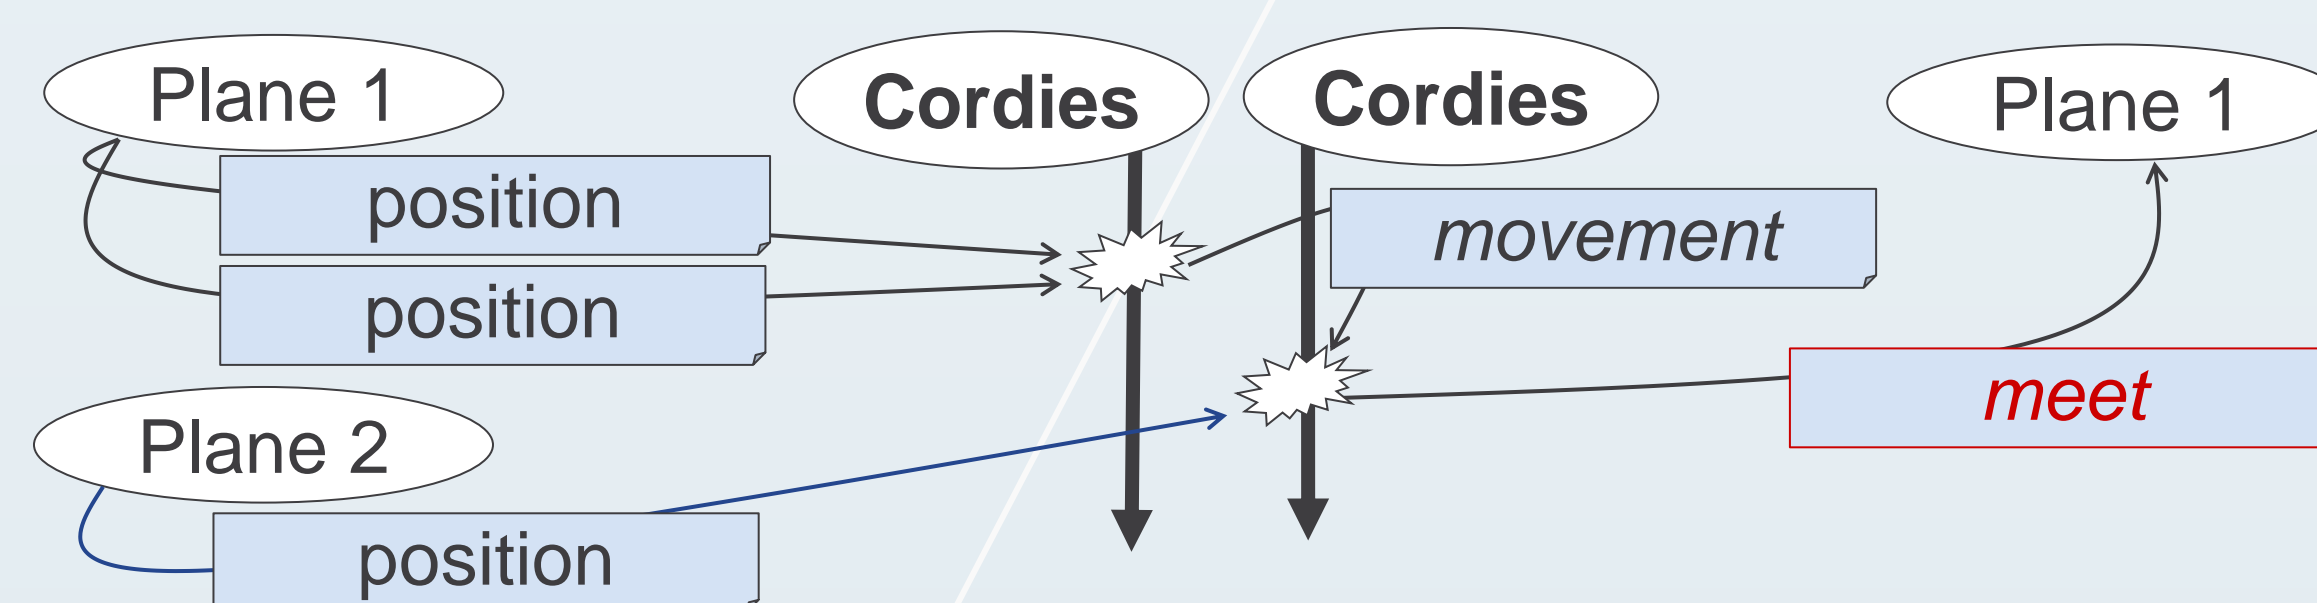 Plane 1
Cordies
Cordies
Plane 1
position
movement
position
meet
Plane 2
position